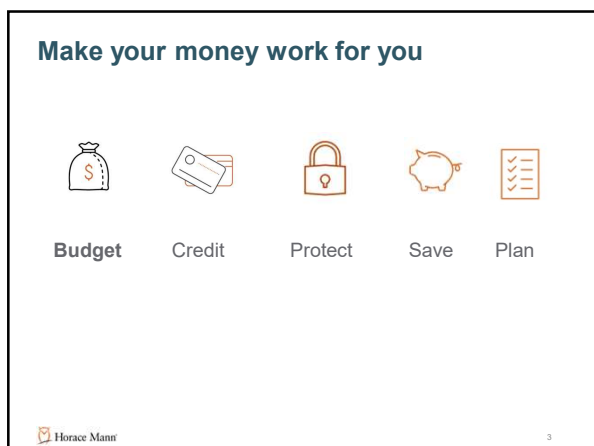 Make your money work for you
$
Budget Credit Protect Save Plan
Horace Mann
3